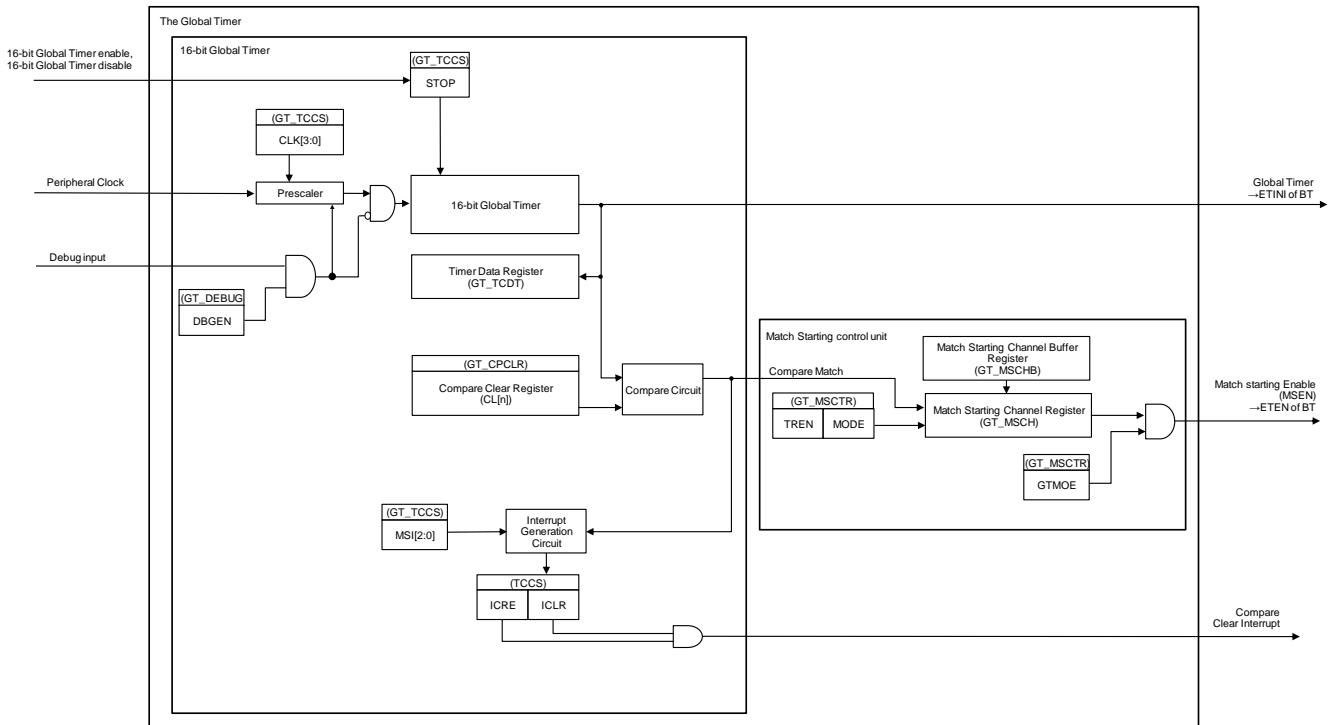 The Global Timer
16-bit Global Timer
16-bit Global Timer enable,
16-bit Global Timer disable
(GT_TCCS)
STOP
(GT_TCCS)
CLK[3:0]
Peripheral Clock
Prescaler
16-bit Global Timer
Global Timer
→ETINI of BT
Debug input
Timer Data Register
(GT_TCDT)
(GT_DEBUG
DBGEN
Match Starting control unit
Match Starting Channel Buffer
Register
(GT_MSCHB)
(GT_CPCLR)
Compare Clear Register
(CL[n])
Compare Circuit
Compare Match
(GT_MSCTR)
TREN
MODE
Match Starting Channel Register
(GT_MSCH)
Match starting Enable
(MSEN)
→ETEN of BT
(GT_MSCTR)
GTMOE
(GT_TCCS)
MSI[2:0]
Interrupt
Generation
Circuit
(TCCS)
ICRE
ICLR
Compare
Clear Interrupt